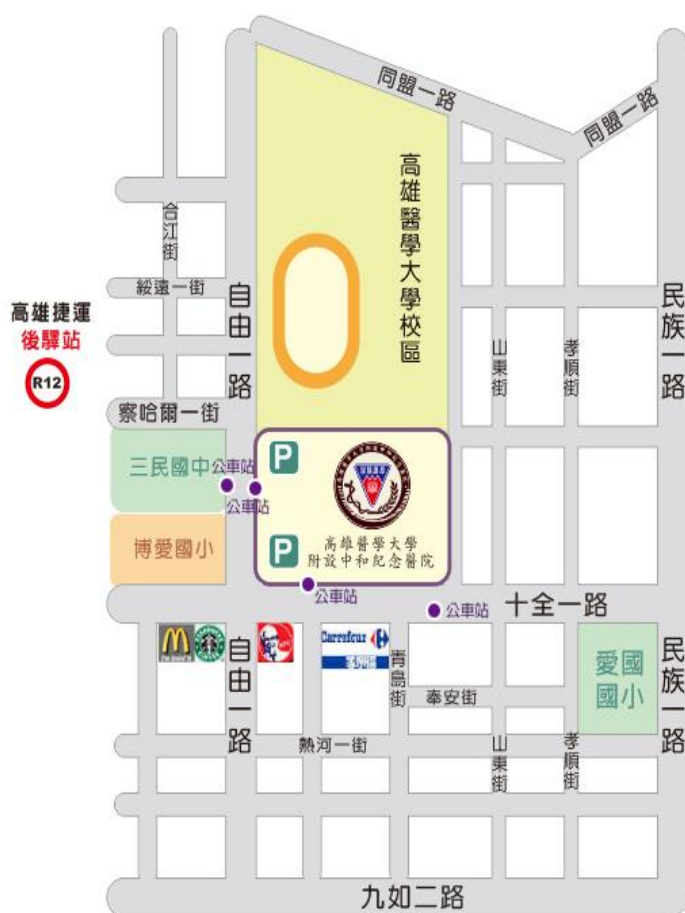 同盟一路
同盟一路
高雄醫學大學校區
合江街
綏遠一街
自由一路
民族一路
高雄捷運
後驛站
R12
山東街
孝順街
察哈爾一街
三民國中
公車站
公車站
P
P
博愛國小
高雄醫學大學
附設中和紀念醫院
公車站
公車站
十全一路
Carrefour
自由一路
青島街
奉安街
愛國
國小
民族一路
熱河一街
山東街
孝順街
九如二路